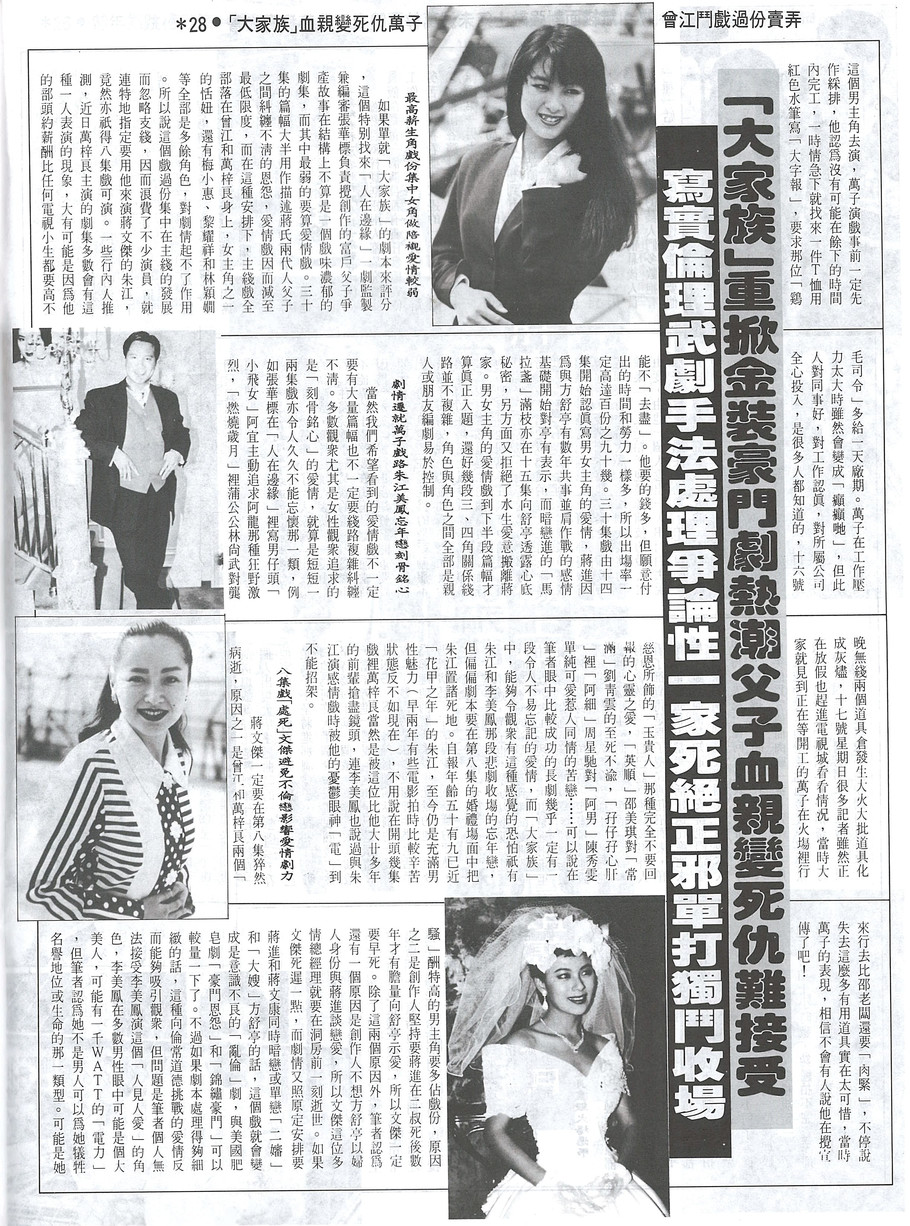 曾江鬥戲過份賣弄
*28●「大家族」血親變死仇萬子
這個男主角去演，萬子演戲事前一定先
作綵排，他認爲沒有可能在餘下的時間
內完工，一時情急下就找來一件T恤用
紅色水筆寫「大字報」，要求那位「鷄
毛司令」多給一天廠期。萬子在工作壓
力太大時雖然會變成「癲癲哋」，但此
人對同事好，對工作認眞，對所屬公司
全心投入，是很多人都知道的，十六號
晚無綫兩個道具倉發生大火大批道具化
成灰燼，十七號星期日很多記者雖然正
在放假也趕進電視城看看情況，當時大
家就見到正在等開工的萬子在火塲裡行
來行去比邵老闆還要「肉緊」，不停說
失去這麼多有用道具實在太可惜，當時
萬子的表現，相信不會有人說他在攪宣
傳了吧！
「大家族」重掀金裝豪門劇熱潮父子血親變死仇難接受
寫實倫理武劇手法處理爭論性一家死絕正邪單打獨鬥收場
最高薪生角戲份集中女角做陪襯愛情較弱
如果單就「大家族」的劇本來評分
，這個特別找來「人在邊緣」一劇監製
兼編審張華標負責攪創作的富戶父子爭
產故事在結構上不算是一個戲味濃郁的
劇集，而其中最弱的要算愛情戲。三十
集的篇幅大半用作描述蔣氏兩代人父子
之間糾纏不清的恩怨，愛情戲因而減至
最低限度，而在這種安排下，主綫戲全
部落在曾江和萬梓良身上，女主角之一
的恬妞，還有梅小惠、黎耀祥和林穎嫺
等全部是多餘角色，對劇情起不了作用
。所以說這個戲過份集中在主綫的發展
而忽略支綫，因而浪費了不少演員，就
連特地指定要用他來演蔣文傑的朱江，
竟然亦祇得八集戲可演。一些行內人推
測，近日萬梓良主演的劇集多數會有這
種一人表演的現象，大有可能是因爲他
的部頭約薪酬比任何電視小生都要高不
能不「去盡」。他要的錢多，但願意付
出的時間和勞力一樣多，所以出場率一
定高達百份之九十幾。三十集戲由十四
集開始認眞寫男女主角的愛情，蔣進因
爲與方舒亭有數年共事並肩作戰的感情
基礎開始對亭有表示，而暗戀進的「馬
拉盞」滿枝亦在十五集向舒亭透露心底
秘密，另方面又拒絕了水生愛意搬離蔣
家。男女主角的愛情戲到下半段篇幅才
算眞正入題，還好幾段三、四角關係綫
路並不複雜，角色與角色之間全部是親
人或朋友編劇易於控制。
劇情遷就萬子戲路朱江美鳳忘年戀刻骨銘心
當然我們希望看到的愛情戲不一定
要有大量篇幅也不一定要綫路複雜糾纏
不清。多數觀衆尤其是女性觀衆追求的
是「刻骨銘心」的愛情，就算是短短一
兩集戲亦令人久久不能忘懷那一類，例
如張華標在「人在邊緣」裡寫男仔頭「
小飛女」阿宜主動追求阿龍那種狂野激
烈，「燃燒歲月」裡蒲公公林尚武對龔
慈恩所飾的「玉貴人」那種完全不要回
報的心靈之愛，「英順」邵美琪對「常
滿」劉青雲的至死不渝，「孖仔孖心肝
」裡「阿細」周星馳對「阿男」陳秀雯
單純可愛惹人同情的苦戀……可以說在
筆者眼中比較成功的長劇幾乎一定有一
段令人不易忘記的愛情，而「大家族」
中，能夠令觀衆有這種感覺的恐怕祇有
朱江和李美鳳那段悲劇收場的忘年戀，
但偏偏劇本要在第八集的婚禮塲面中把
朱江置諸死地。自報年齡五十有九已近
「花甲之年」的朱江，至今仍是充滿男
性魅力（早兩年有些電影拍時比較辛苦
狀態反不如現在），不用說在開頭幾集
戲裡萬梓良當然是被這位比他大廿多年
的前輩搶盡鏡頭，連李美鳳也說過與朱
江演感情戲時被他的憂鬱眼神「電」到
不能招架。
八集戲「處死」文傑避免不倫戀影響愛情劇力
蔣文傑一定要在第八集猝然
病逝，原因之一是曾江和萬梓良兩個「
騷」酬特高的男主角要多佔戲份，原因
之二是創作人堅持要蔣進在三叔死後數
年才有膽量向舒亭示愛，所以文傑一定
要早死。除了這兩個原因外，筆者認爲
還有一個原因是創作人不想方舒亭以婦
人身份與蔣進談戀愛，所以文傑這位多
情總經理就要在洞房前一刻逝世。如果
文傑死遲一點，而劇情又照原定安排要
蔣進和蔣文康同時暗戀或單戀「二嬸」
和「大嫂」方舒亭的話，這個戲就會變
成是意識不良的「亂倫」劇，與美國肥
皂劇「豪門恩怨」和「錦繡豪門」可以
較量一下了。不過如果劇本處理得夠細
緻的話，這種向倫常道德挑戰的愛情反
而能夠吸引觀衆，但問題是筆者個人無
法接受李美鳳演這個「人見人愛」的角
色，李美鳳在多數男性眼中可能是個大
美人，可能有一千WATT的「電力」
，但筆者認爲她不是男人可以爲她犧牲
名譽地位或生命的那一類型。可能是她